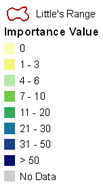 Little's Range
Importance Value
0
1 - 3
4 - 6
7 - 10
11 - 20
21 - 30
31 - 50
> 50
No Data